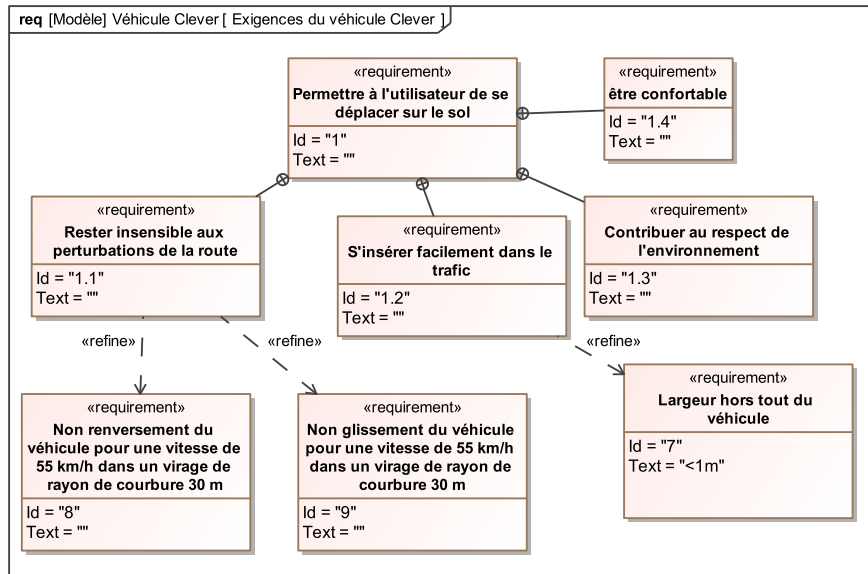 req [Modèle] Véhicule Clever [ Exigences du véhicule Clever ]
«requirement»
Permettre à l'utilisateur de se
déplacer sur le sol
Id = "1"
Text = ""
«requirement»
être confortable
Id = "1.4"
Text = ""
«requirement»
Rester insensible aux
perturbations de la route
Id = "1.1"
Text = ""
«requirement»
S'insérer facilement dans le
trafic
Id = "1.2"
Text = ""
«requirement»
Contribuer au respect de
l'environnement
Id = "1.3"
Text = ""
«refine»
«refine»
«refine»
«requirement»
Non renversement du
véhicule pour une vitesse de
55 km/h dans un virage de
rayon de courbure 30 m
Id = "8"
Text = ""
«requirement»
Non glissement du véhicule
pour une vitesse de 55 km/h
dans un virage de rayon de
courbure 30 m
Id = "9"
Text = ""
«requirement»
Largeur hors tout du
véhicule
Id = "7"
Text = "<1m"